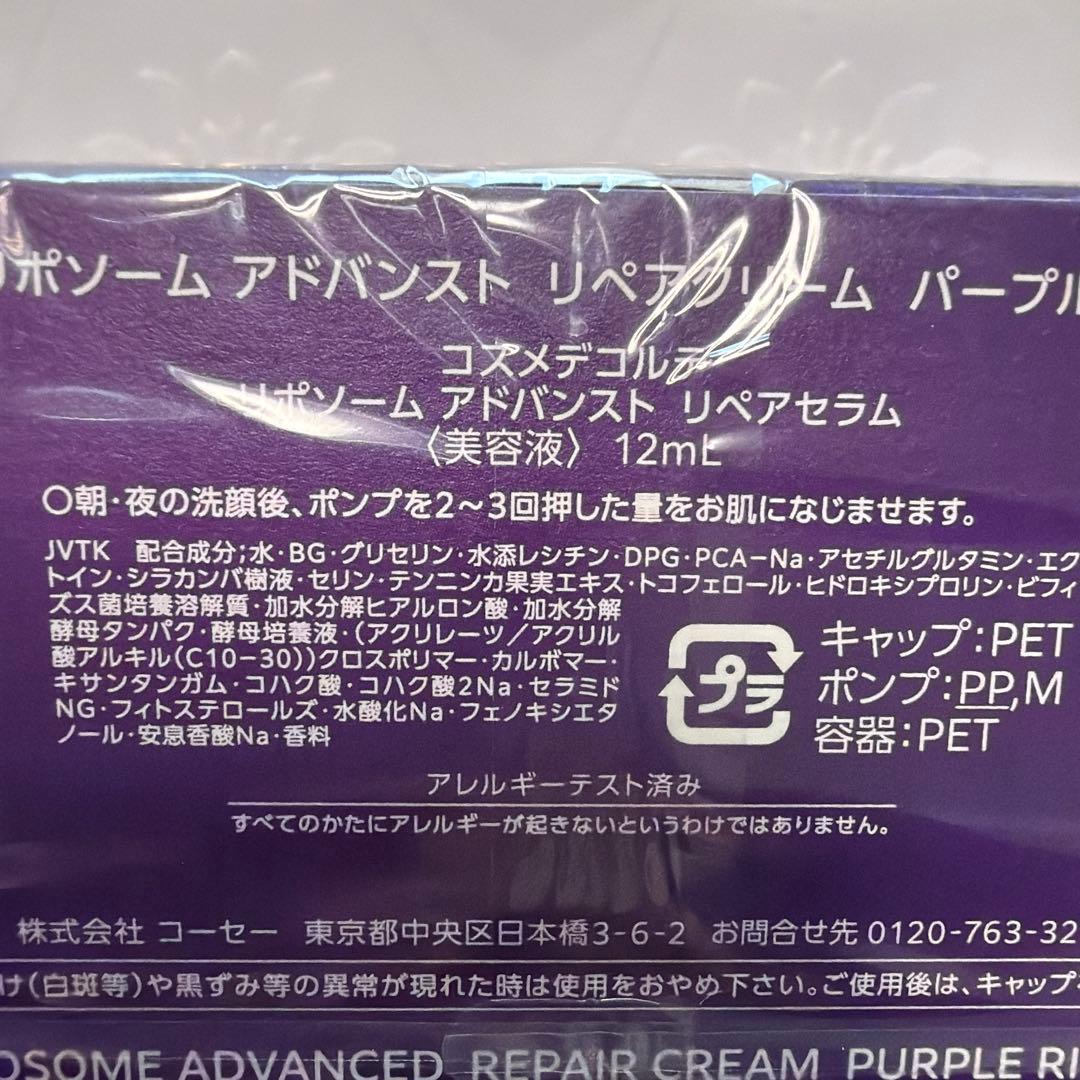 リポソーム アドバンスト リペアクリーム パープル
コスメデコルテ
リポソーム アドバンスト リペアセラム
〈美容液〉 12mL
○朝・夜の洗顔後、ポンプを2～3回押した量をお肌になじませます。
JVTK 配合成分;水・BG・グリセリン・水添レシチン・DPG・PCA-Na・アセチルグルタミン・エク
トイン・シラカンバ樹液・セリン・テンニンカ果実エキス・トコフェロール・ヒドロキシプロリン・ビフィ
ズス菌培養溶解質・加水分解ヒアルロン酸・加水分解
酵母タンパク・酵母培養液・(アクリレーツ／アクリル
酸アルキル(C10-30))クロスポリマー・カルボマー・
キサンタンガム・コハク酸・コハク酸2Na・セラミド
NG・フィトステロールズ・水酸化Na・フェノキシエタ
ノール・安息香酸Na・香料
プラ
キャップ:PET
ポンプ:PP,M
容器:PET
アレルギーテスト済み
すべてのかたにアレルギーが起きないというわけではありません。
株式会社 コーセー 東京都中央区日本橋3-6-2 お問合せ先 0120-763-32
け(白斑等)や黒ずみ等の異常が現れた時は使用をおやめ下さい。ご使用後は、キャップ
OSOME ADVANCED REPAIR CREAM PURPLE RI